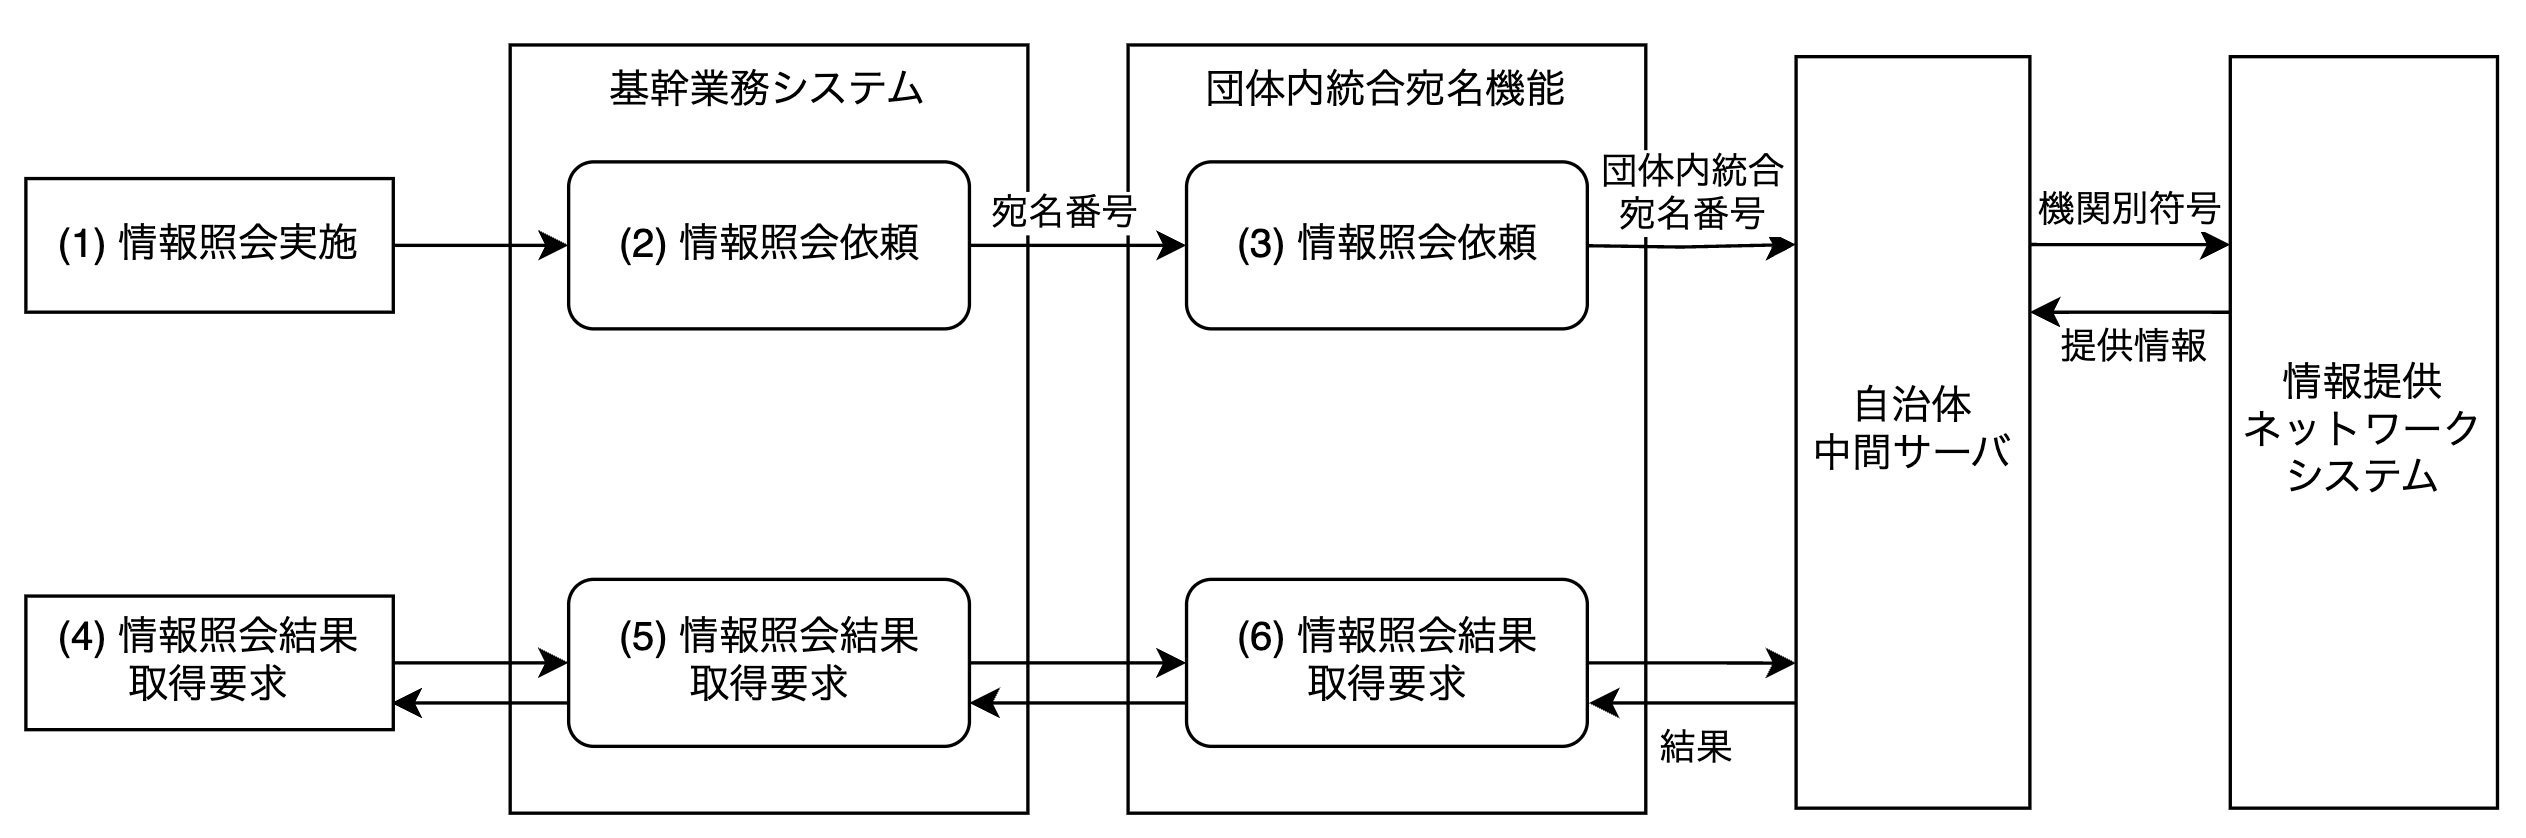 基幹業務システム
団体内統合宛名機能
(1) 情報照会実施
(2) 情報照会依頼
宛名番号
(3) 情報照会依頼
団体内統合
宛名番号
機関別符号
提供情報
自治体
中間サーバ
情報提供
ネットワーク
システム
(4) 情報照会結果
取得要求
(5) 情報照会結果
取得要求
(6) 情報照会結果
取得要求
結果